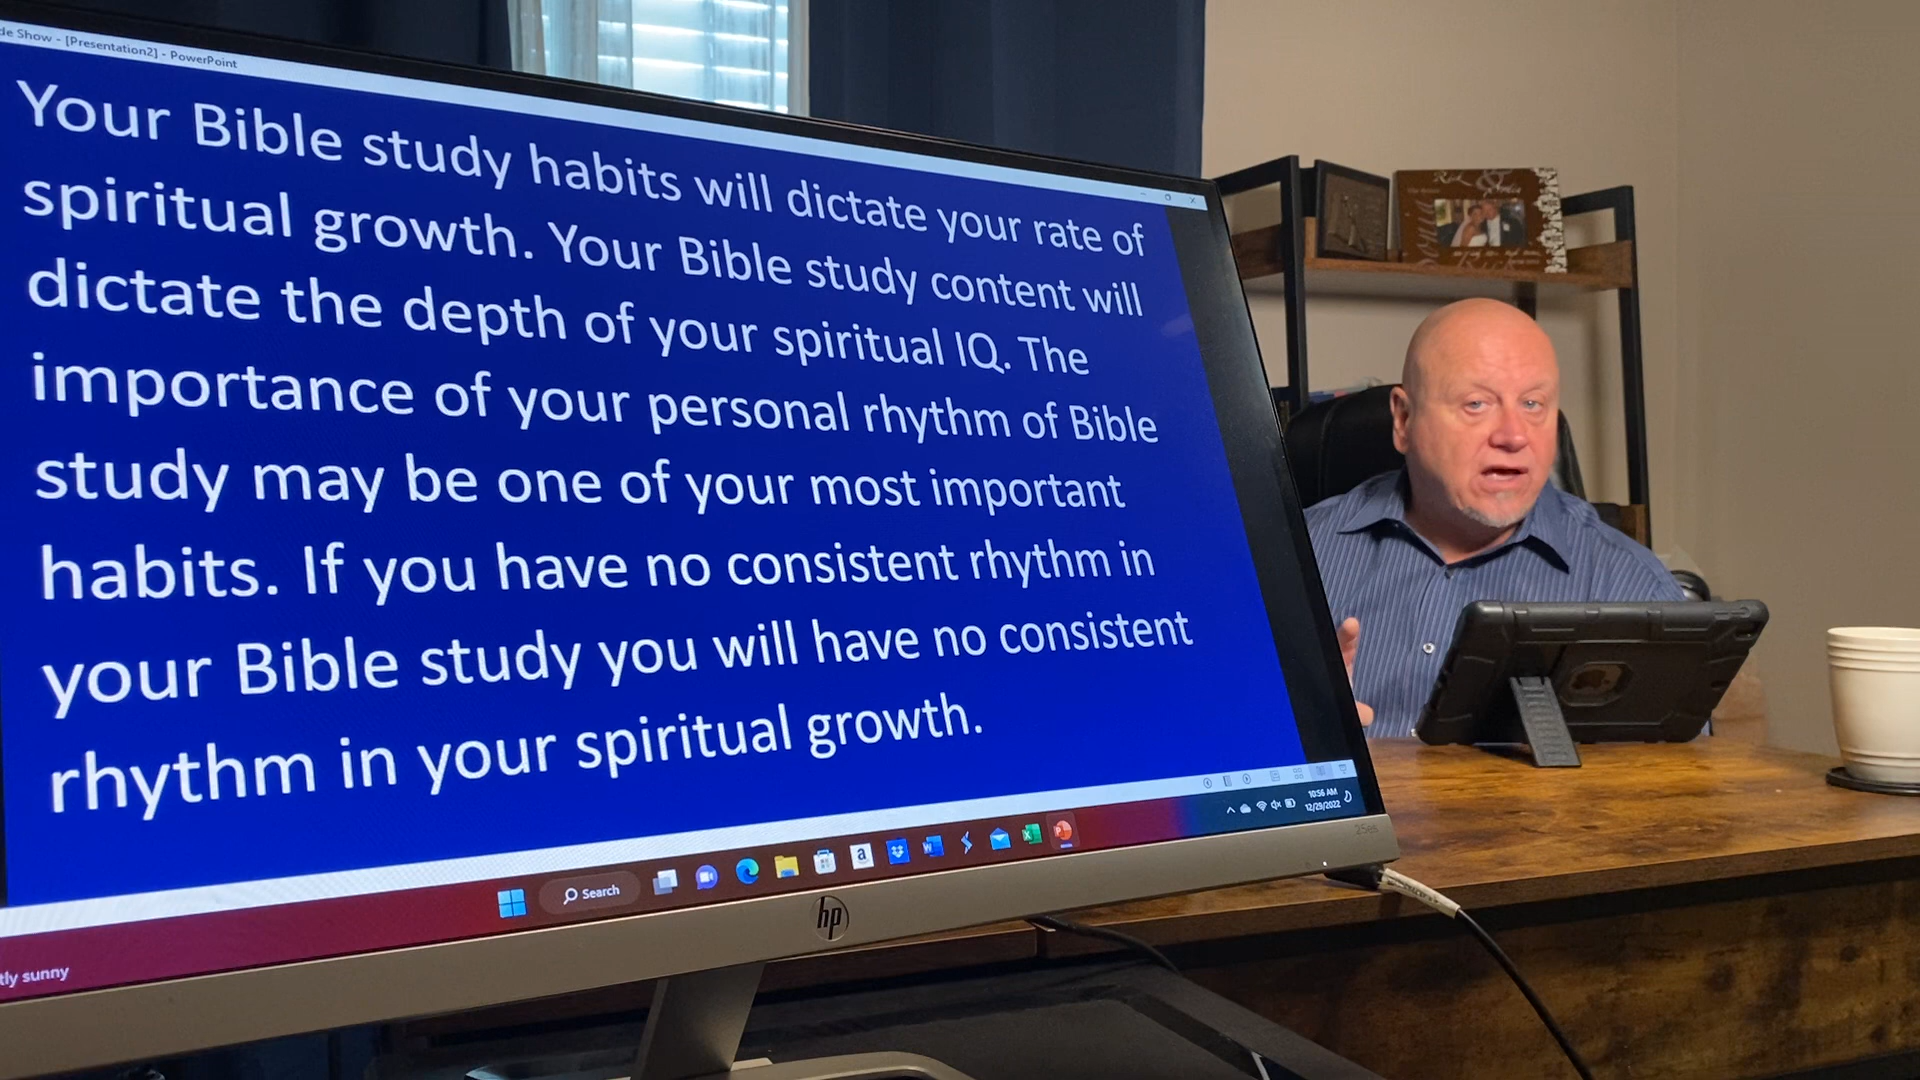 de Show - [Presentation2] - PowerPoint
Your Bible study habits will dictate your rate of
spiritual growth. Your Bible study content will
dictate the depth of your spiritual IQ. The
importance of your personal rhythm of Bible
study may be one of your most important
habits. If you have no consistent rhythm in
your Bible study you will have no consistent
rhythm in your spiritual growth.
10:56 AM
12/29/2022
Search
tly sunny
hp
25es